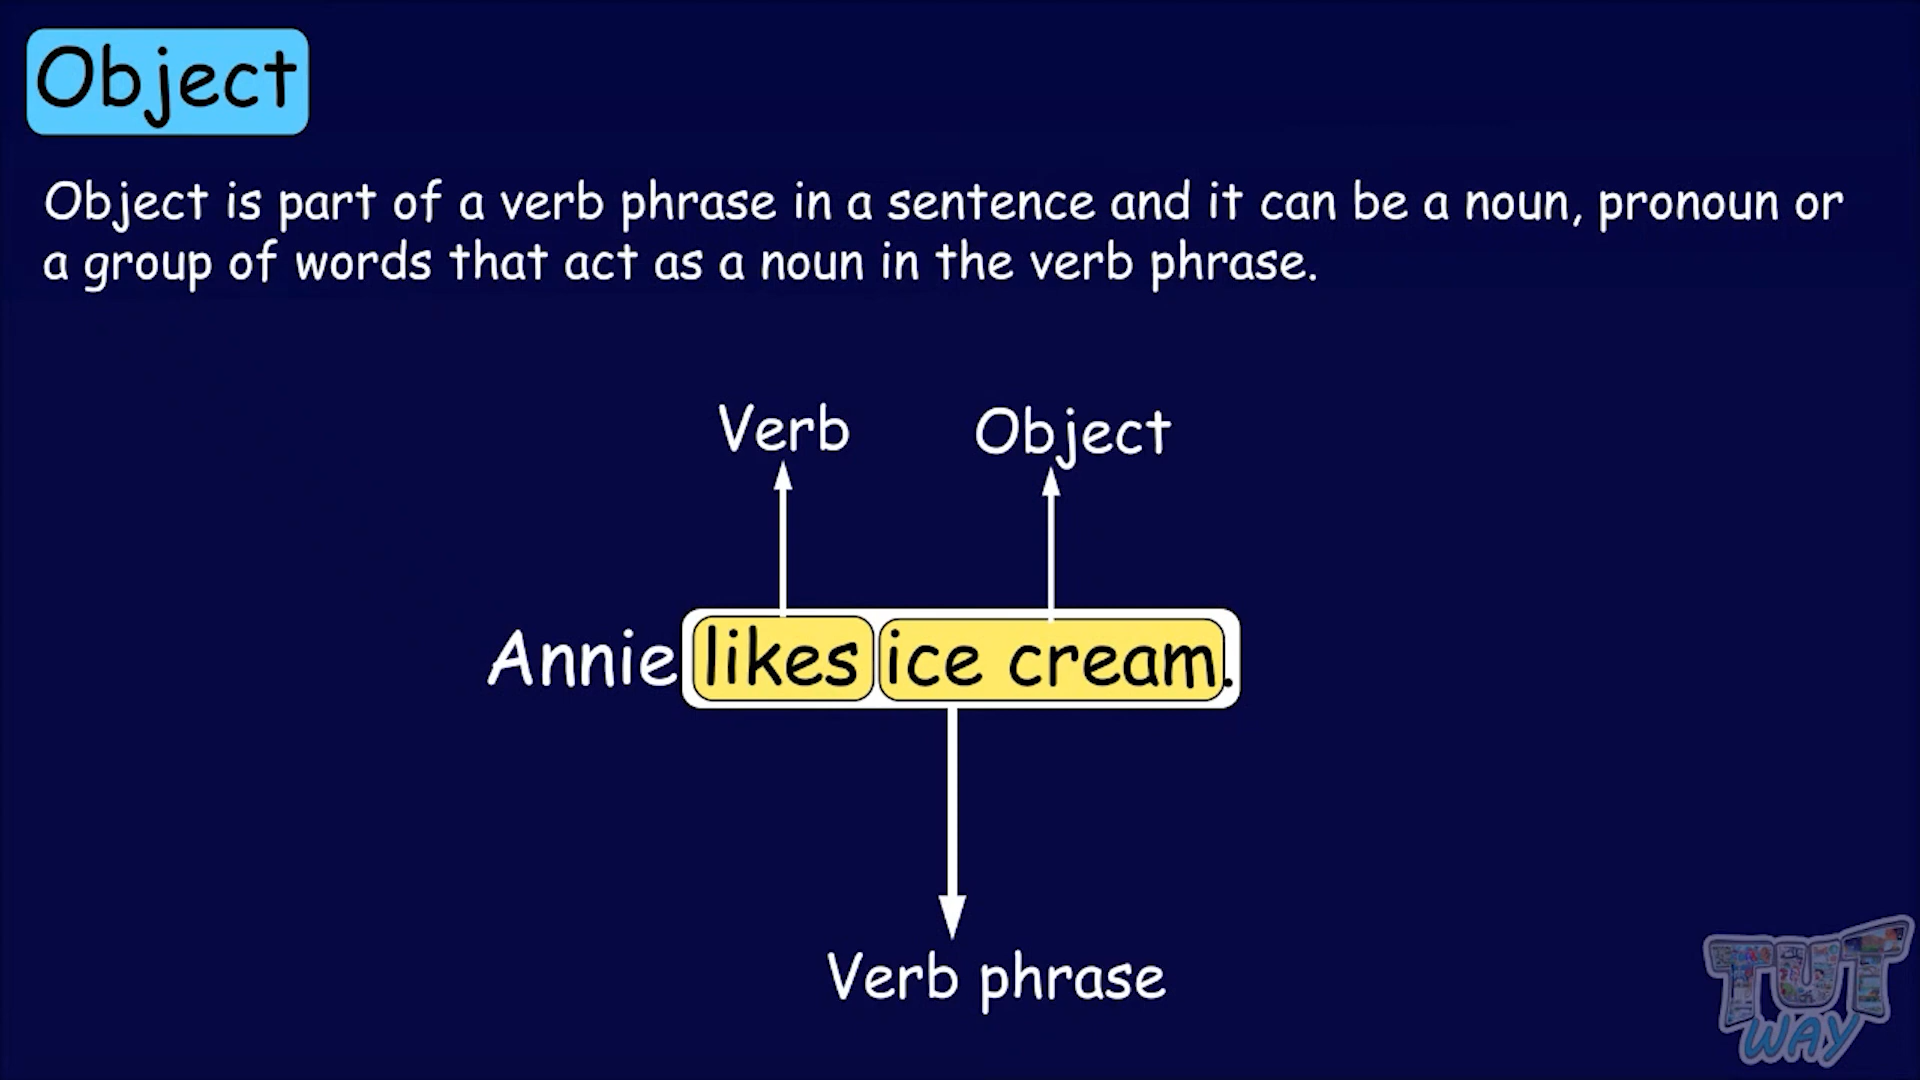 Object
Object is part of a verb phrase in a sentence and it can be a noun, pronoun or
a group of words that act as a noun in the verb phrase.
Verb Object
Annie likes ice cream.
Verb phrase
TUT
WAY